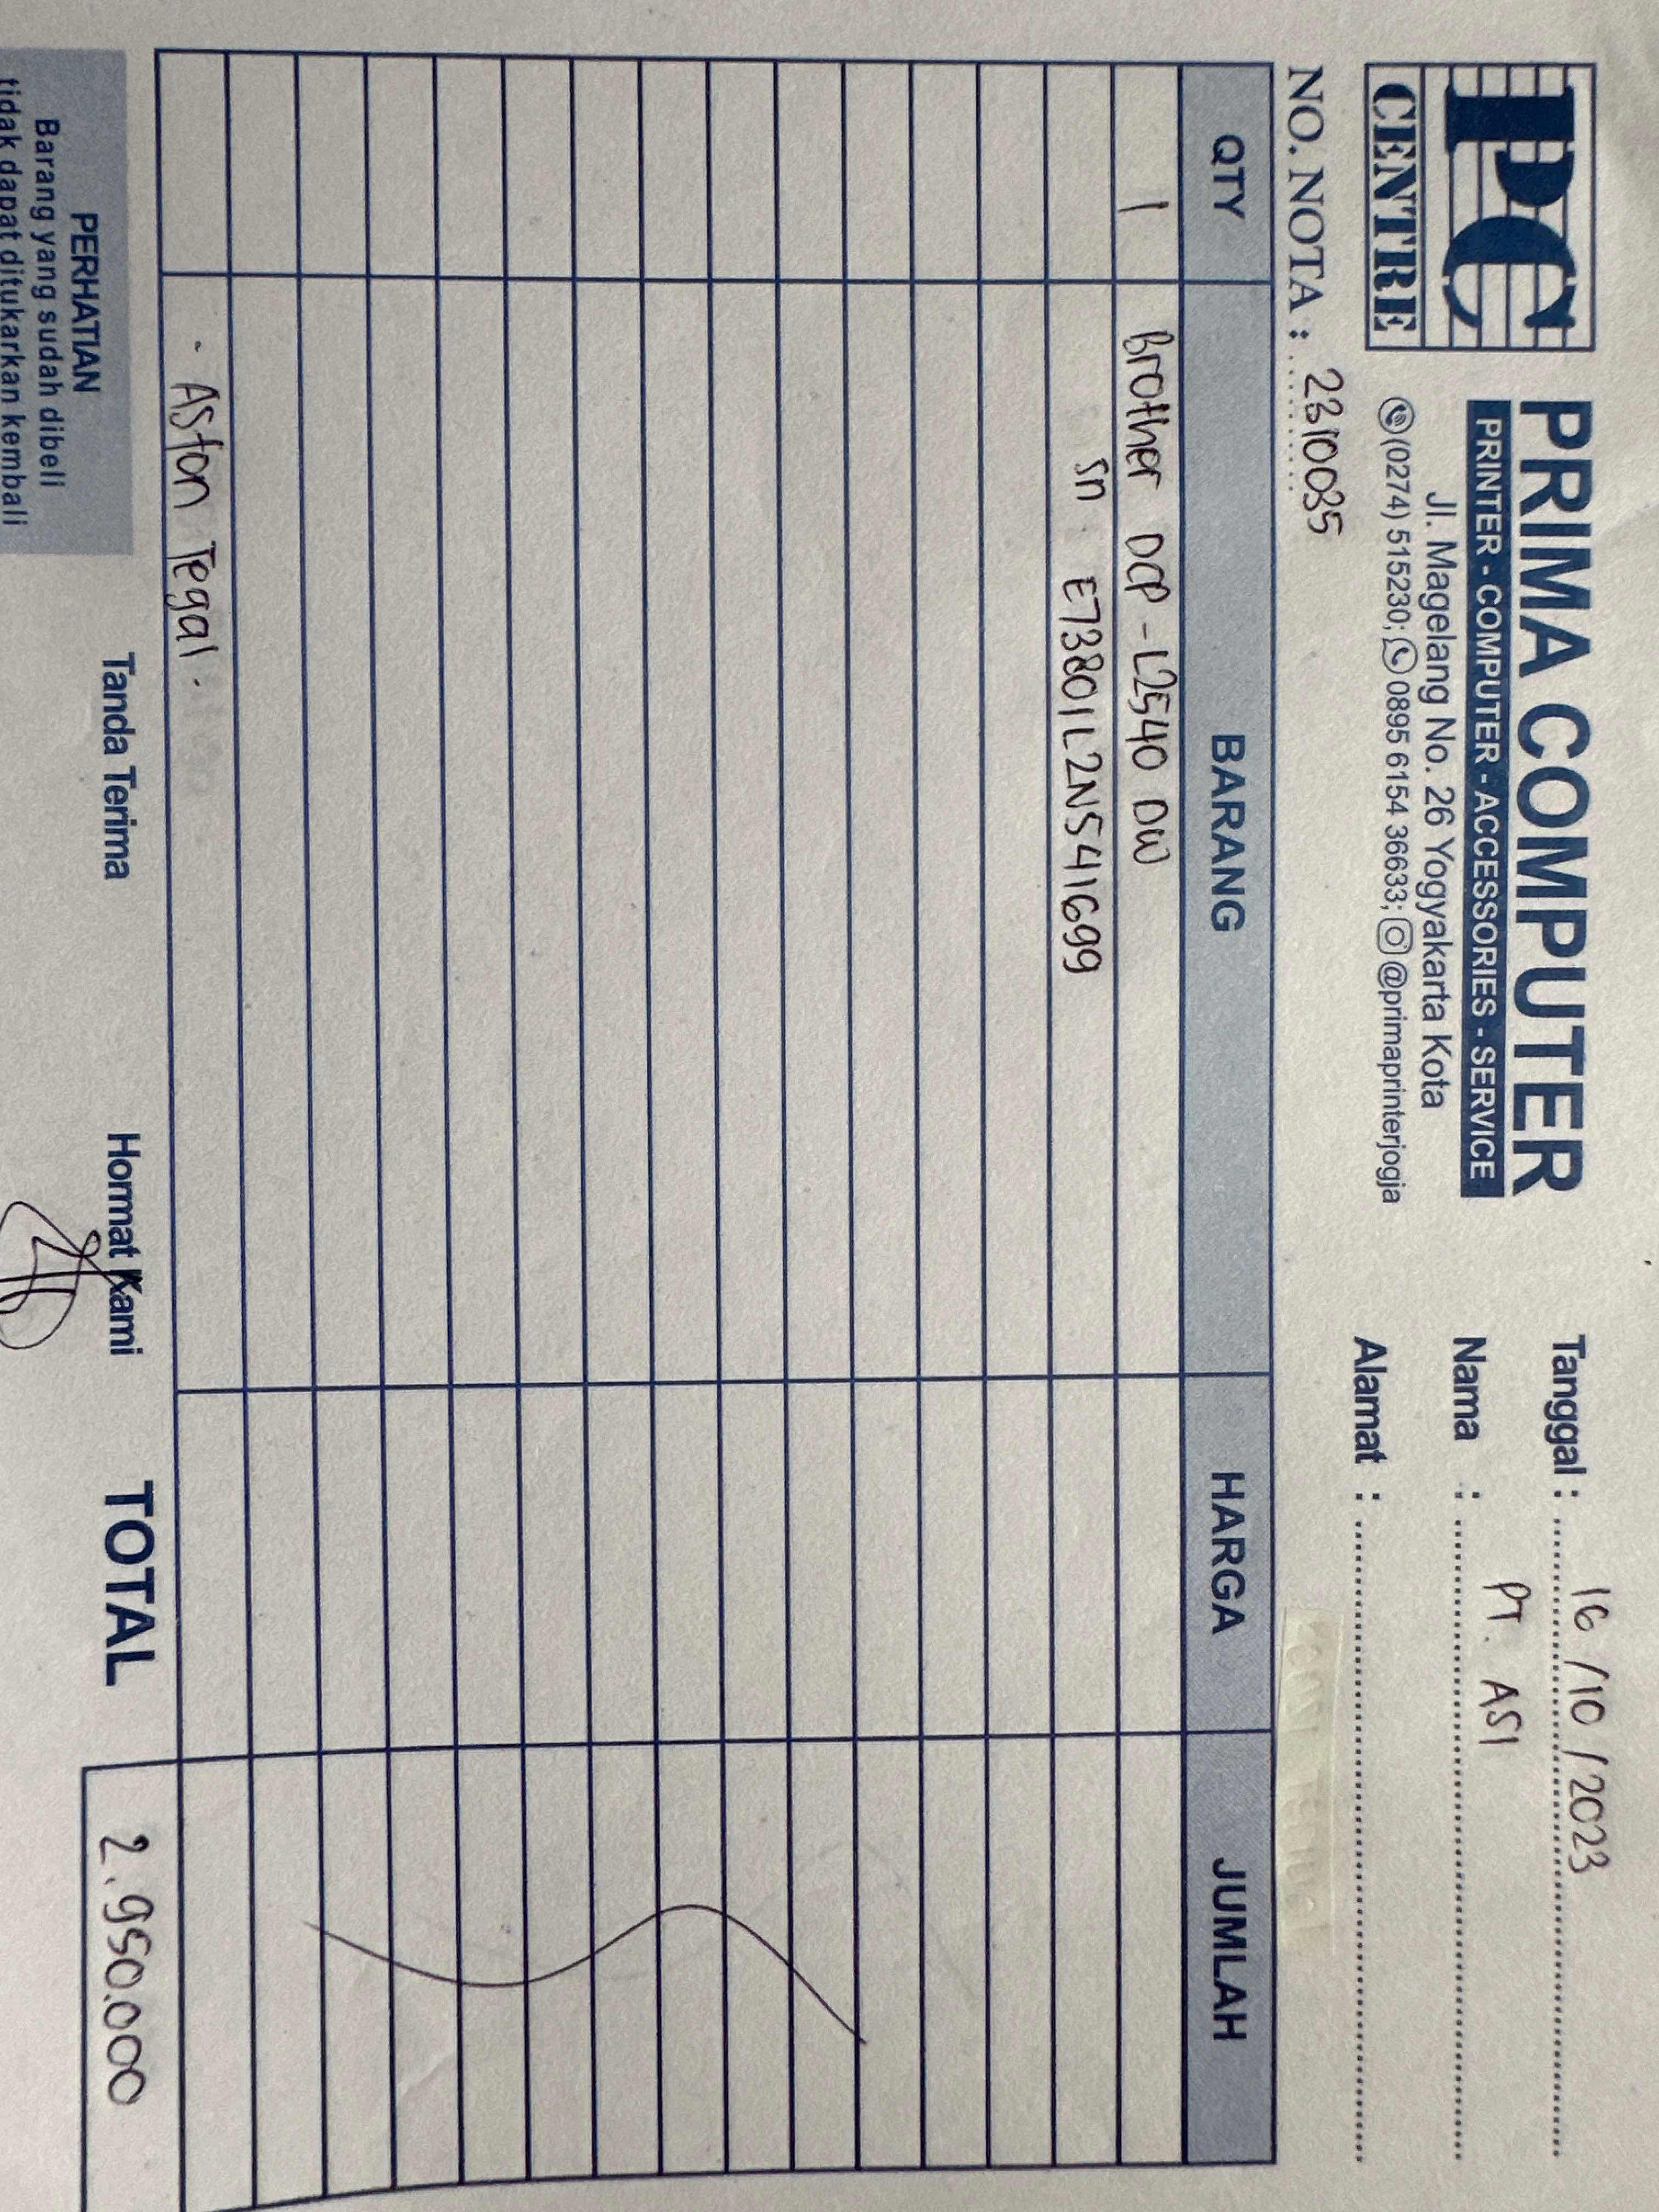 PC
CENTRE
PRIMA COMPUTER
PRINTER - COMPUTER - ACCESSORIES - SERVICE
Jl. Magelang No. 26 Yogyakarta Kota
(0274) 515230; 0895 6154 36633; @primaprinterjogja
Tanggal : 16/10/2023
Nama : PT. ASI
Alamat :
NO. NOTA : 2310035
QTY BARANG HARGA JUMLAH
1 Brother DCP-L2540 DW
Sn E73801L2N541699
- Aston Tegal -
PERHATIAN
Barang yang sudah dibeli
tidak dapat ditukarkan kembali
Tanda Terima
Hormat Kami
TOTAL 2.950.000